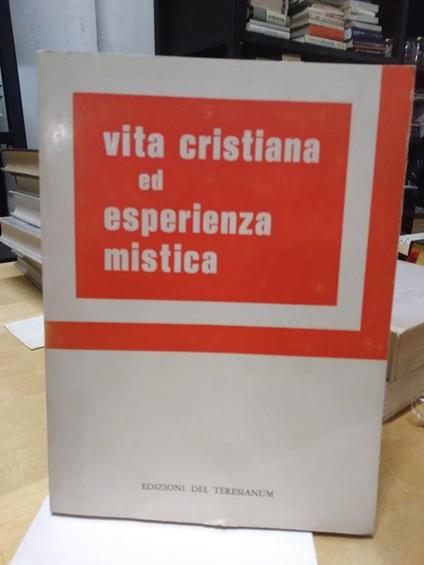 vita cristiana
ed
esperienza
mistica
EDIZIONI DEL TERESIANUM